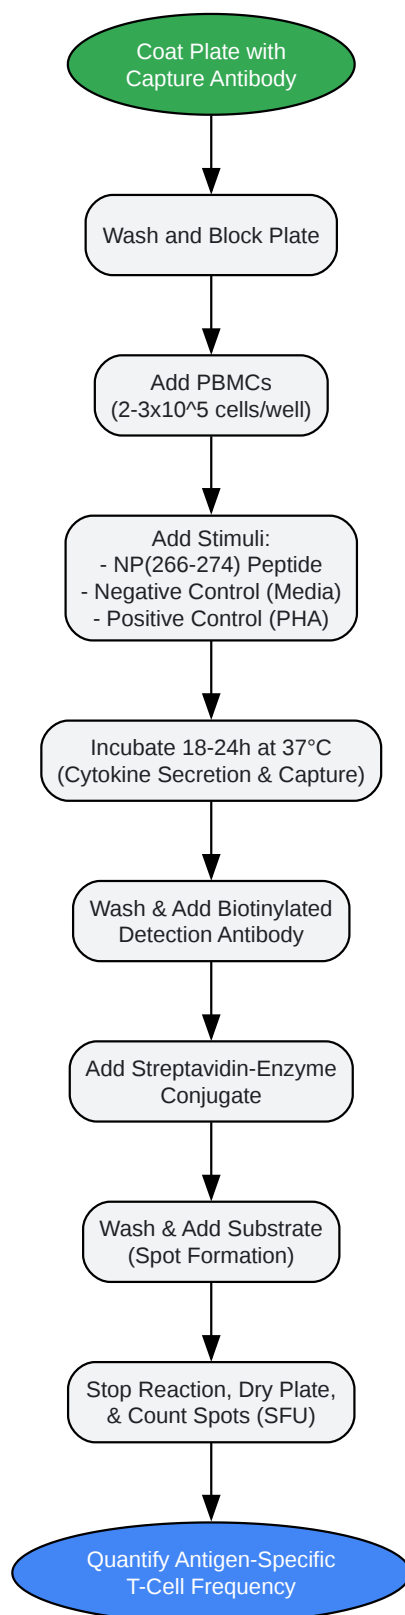 Coat Plate with
Capture Antibody
Wash and Block Plate
Add PBMCs
(2-3x10^5 cells/well)
Add Stimuli:
- NP(266-274) Peptide
- Negative Control (Media)
- Positive Control (PHA)
Incubate 18-24h at 37°C
(Cytokine Secretion & Capture)
Wash & Add Biotinylated
Detection Antibody
Add Streptavidin-Enzyme
Conjugate
Wash & Add Substrate
(Spot Formation)
Stop Reaction, Dry Plate,
& Count Spots (SFU)
Quantify Antigen-Specific
T-Cell Frequency